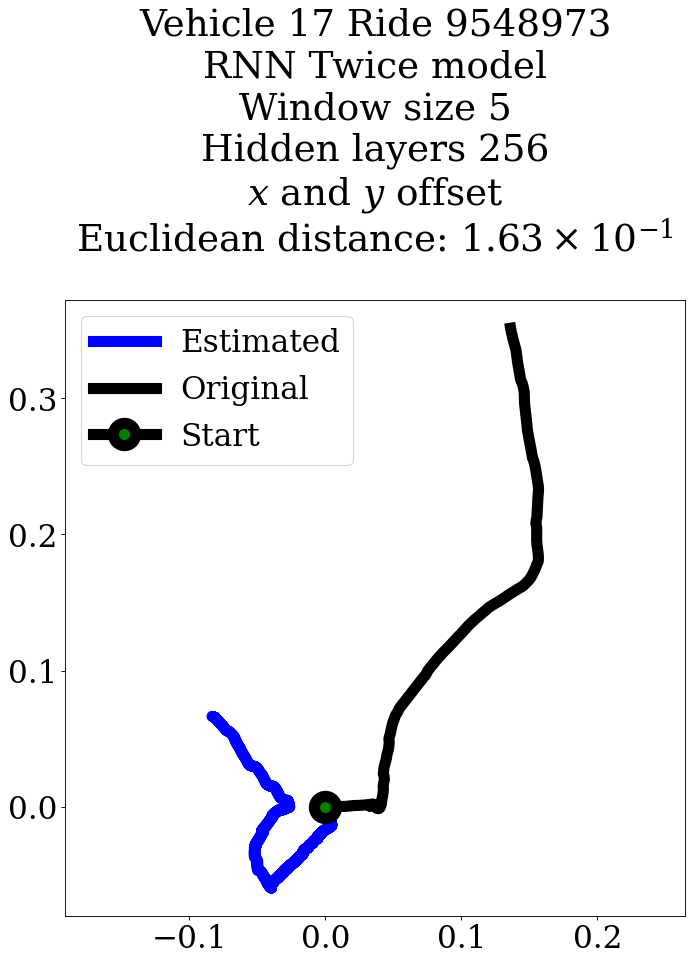 Vehicle 17 Ride 9548973
RNN Twice model
Window size 5
Hidden layers 256
x and y offset
Euclidean distance: 1.63 × 10⁻¹
Estimated
Original
Start
0.3
0.2
0.1
0.0
−0.1 0.0 0.1 0.2